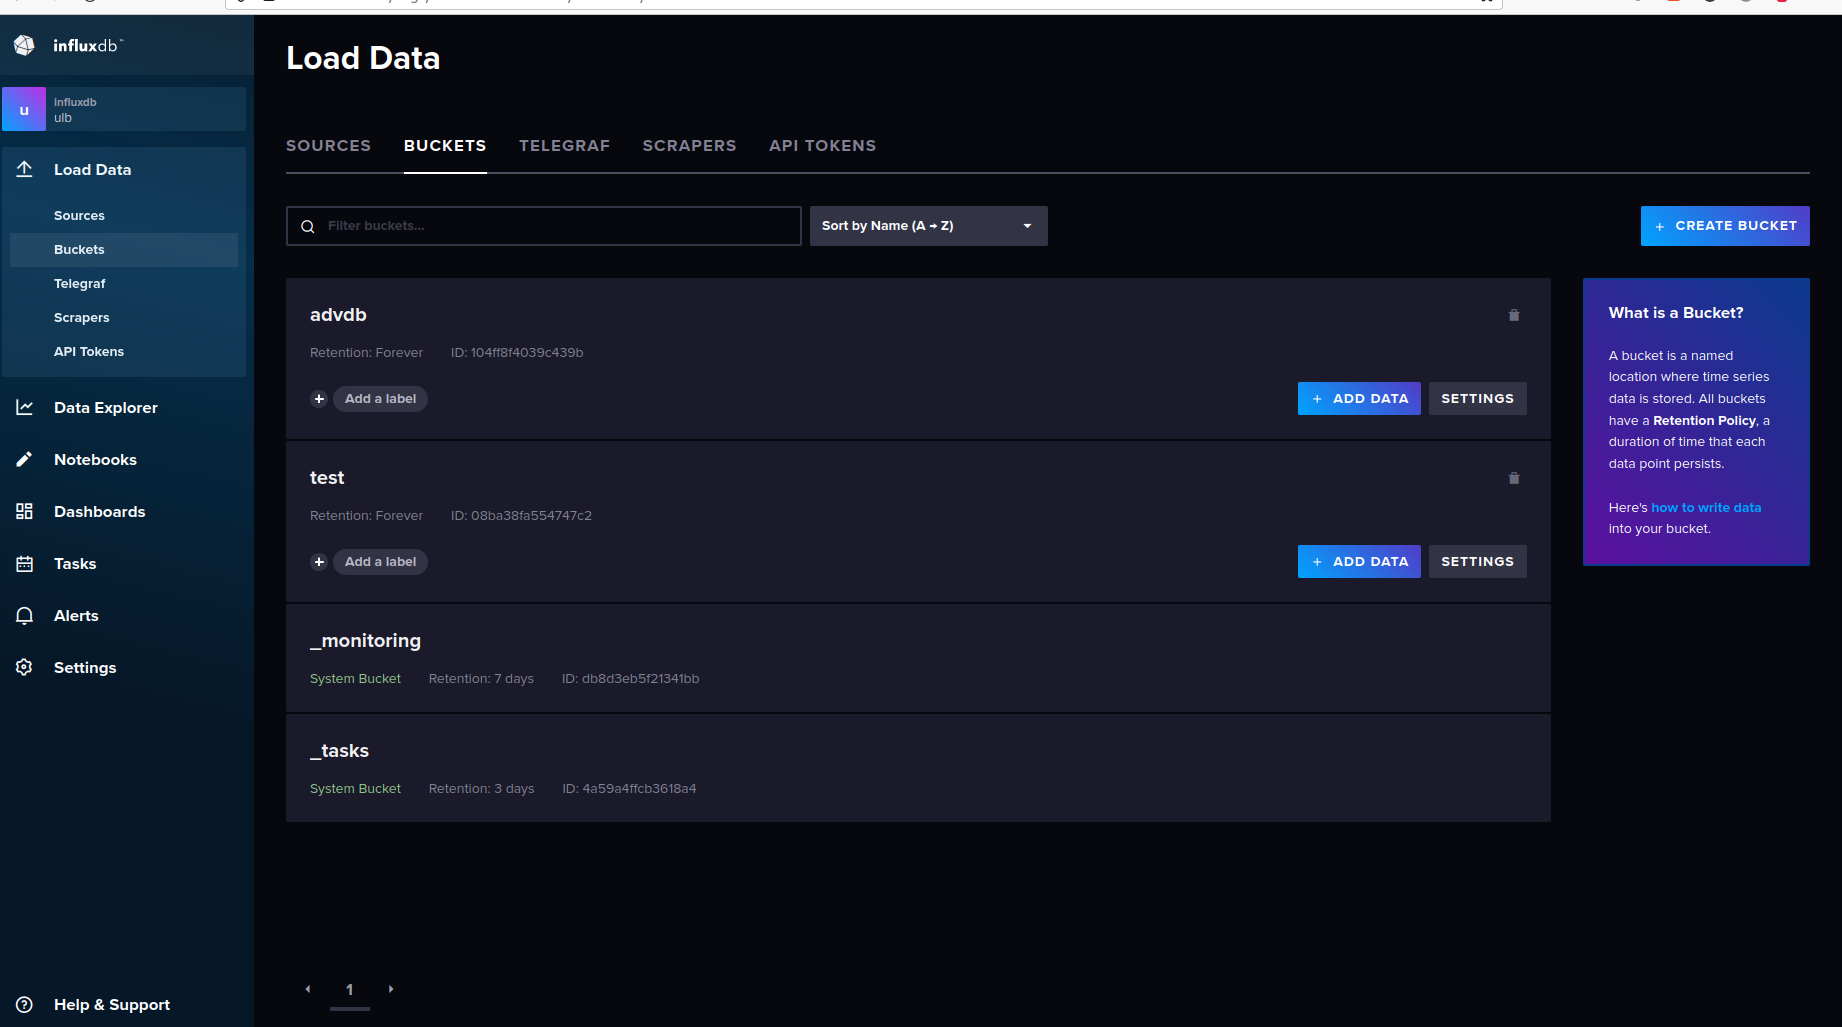 influxdb™
u
influxdb
ulb
Load Data
Sources
Buckets
Telegraf
Scrapers
API Tokens
Data Explorer
Notebooks
Dashboards
Tasks
Alerts
Settings
Help & Support
Load Data
SOURCES BUCKETS TELEGRAF SCRAPERS API TOKENS
Filter buckets...
Sort by Name (A → Z)
+ CREATE BUCKET
advdb
Retention: Forever ID: 104ff8f4039c439b
+ Add a label
+ ADD DATA SETTINGS
test
Retention: Forever ID: 08ba38fa554747c2
+ Add a label
+ ADD DATA SETTINGS
_monitoring
System Bucket Retention: 7 days ID: db8d3eb5f21341bb
_tasks
System Bucket Retention: 3 days ID: 4a59a4ffcb3618a4
1
What is a Bucket?
A bucket is a named
location where time series
data is stored. All buckets
have a Retention Policy, a
duration of time that each
data point persists.
Here's how to write data
into your bucket.